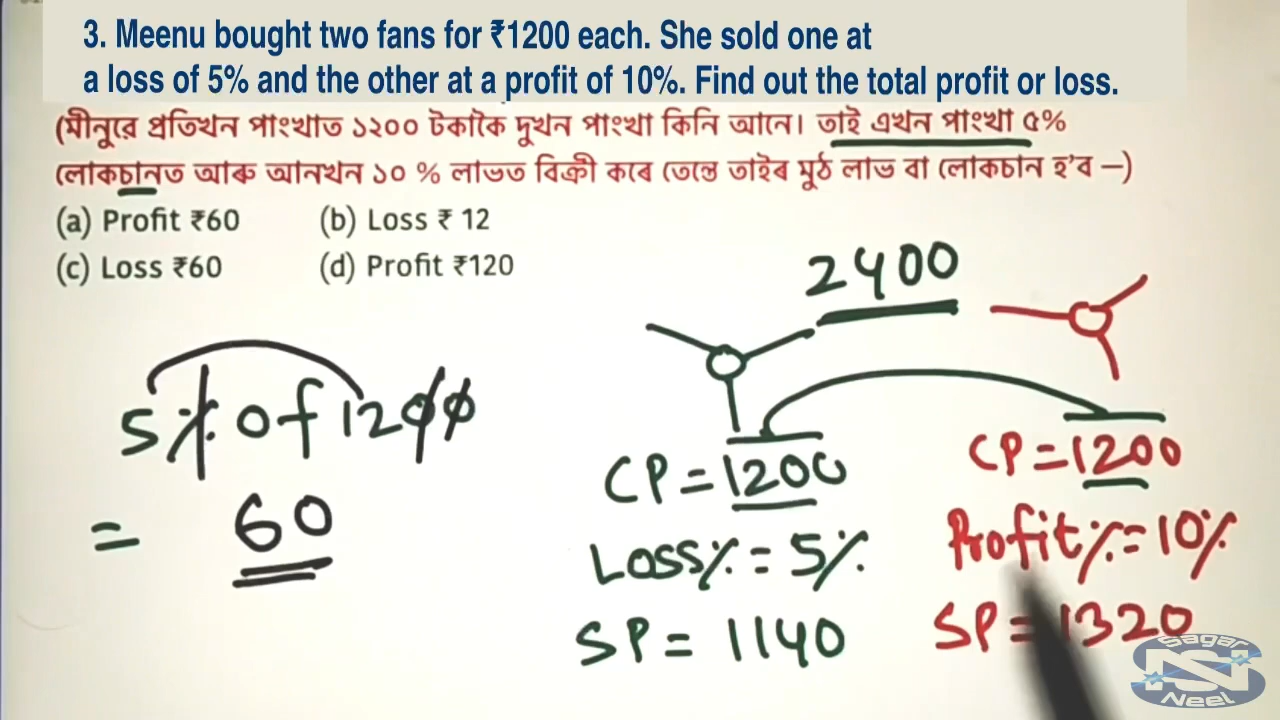 3. Meenu bought two fans for ₹1200 each. She sold one at
a loss of 5% and the other at a profit of 10%. Find out the total profit or loss.
(মীনুৱে প্ৰতিখন পাংখাত ১২০০ টকাকৈ দুখন পাংখা কিনি আনে। তাই এখন পাংখা ৫%
লোকচানত আৰু আনখন ১০ % লাভত বিক্ৰী কৰে তেন্তে তাইৰ মুঠ লাভ বা লোকচান হ'ব –)
(a) Profit ₹60 (b) Loss ₹ 12
(c) Loss ₹60 (d) Profit ₹120
2400
5% of 1200
= 60
CP = 1200
Loss% = 5%
SP = 1140
CP = 1200
Profit% = 10%
SP = 1320
Sagar
NS
Neel